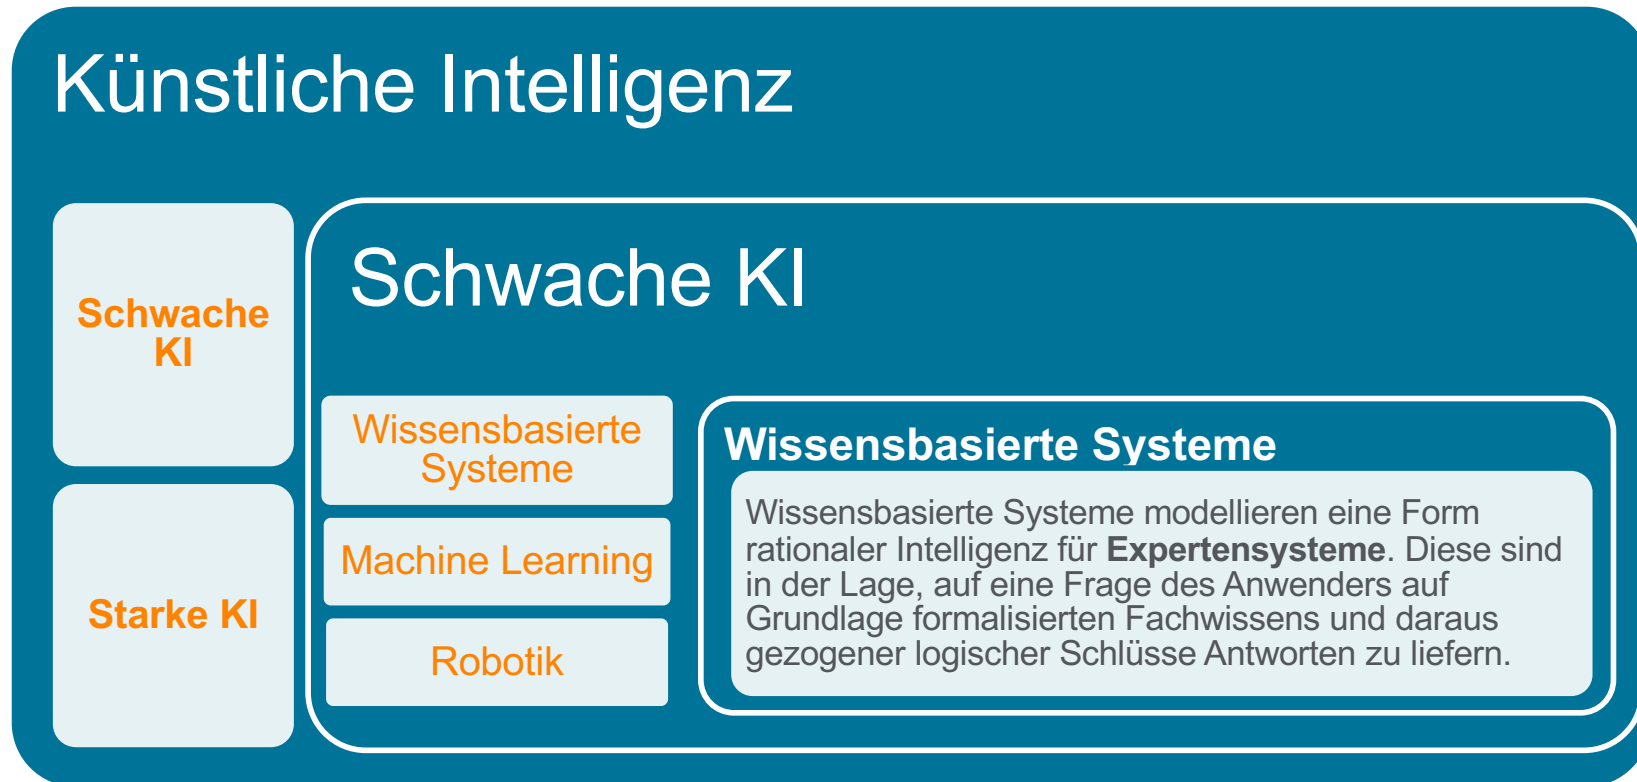 Künstliche Intelligenz
Schwache
KI
Starke KI
Schwache KI
Wissensbasierte
Systeme
Machine Learning
Robotik
Wissensbasierte Systeme
Wissensbasierte Systeme modellieren eine Form
rationaler Intelligenz für Expertensysteme. Diese sind
in der Lage, auf eine Frage des Anwenders auf
Grundlage formalisierten Fachwissens und daraus
gezogener logischer Schlüsse Antworten zu liefern.